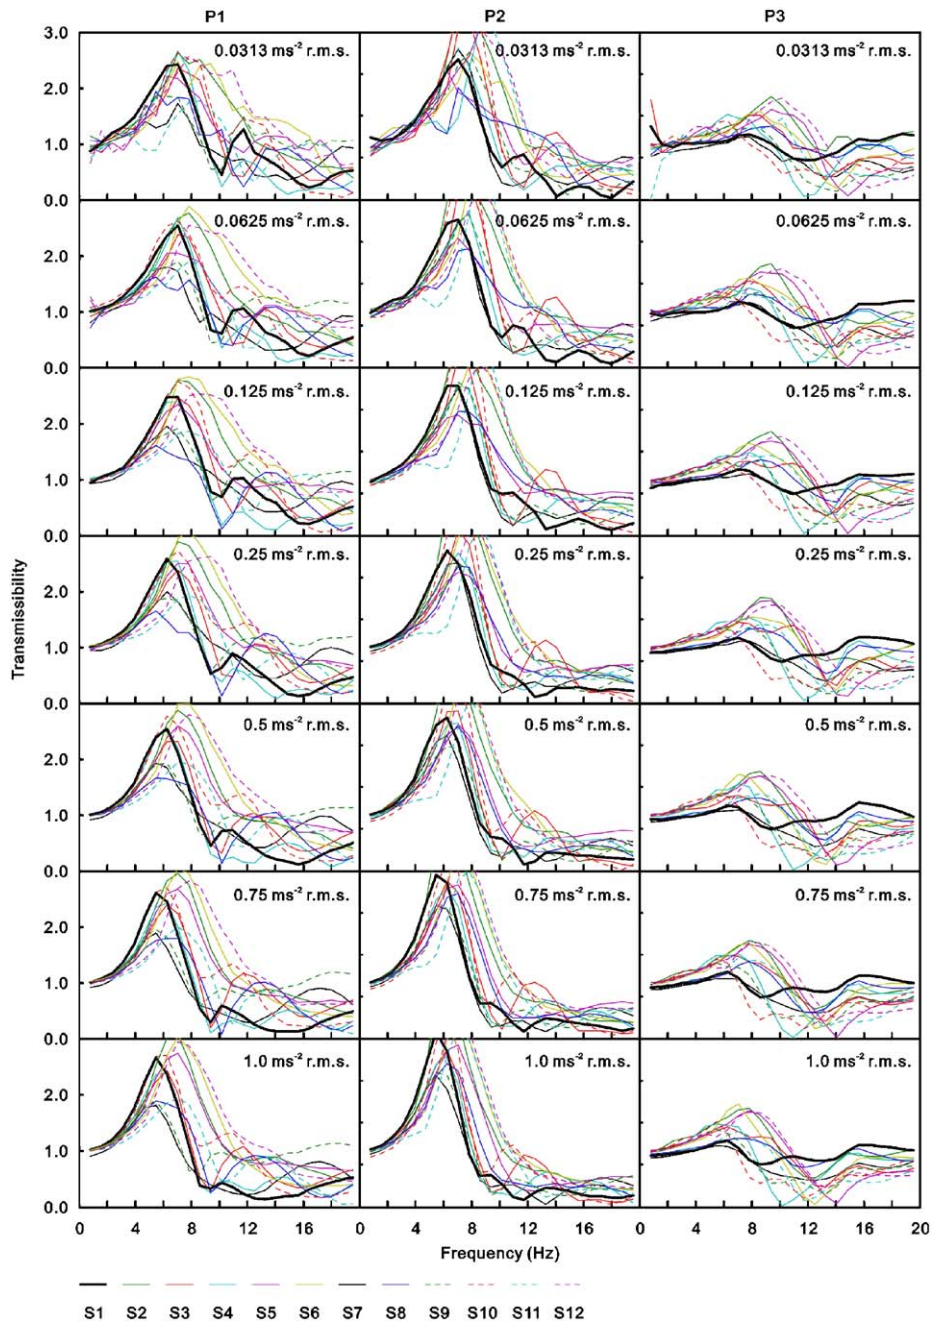 P1 P2 P3
3.0 0.0313 ms-2 r.m.s. 3.0 0.0313 ms-2 r.m.s. 0.0313 ms-2 r.m.s.
2.0
1.0
0.0 0.0625 ms-2 r.m.s. 0.0625 ms-2 r.m.s. 0.0625 ms-2 r.m.s.
2.0
1.0
0.0 0.125 ms-2 r.m.s. 0.125 ms-2 r.m.s. 0.125 ms-2 r.m.s.
2.0
1.0
0.0 0.25 ms-2 r.m.s. 0.25 ms-2 r.m.s. 0.25 ms-2 r.m.s.
2.0
Transmissibility
1.0
0.0 0.5 ms-2 r.m.s. 0.5 ms-2 r.m.s. 0.5 ms-2 r.m.s.
2.0
1.0
0.0 0.75 ms-2 r.m.s. 0.75 ms-2 r.m.s. 0.75 ms-2 r.m.s.
2.0
1.0
0.0 1.0 ms-2 r.m.s. 1.0 ms-2 r.m.s. 1.0 ms-2 r.m.s.
2.0
1.0
0.0
0 4 8 12 16 0 4 8 12 16 0 4 8 12 16 20
Frequency (Hz)
S1 S2 S3 S4 S5 S6 S7 S8 S9 S10 S11 S12